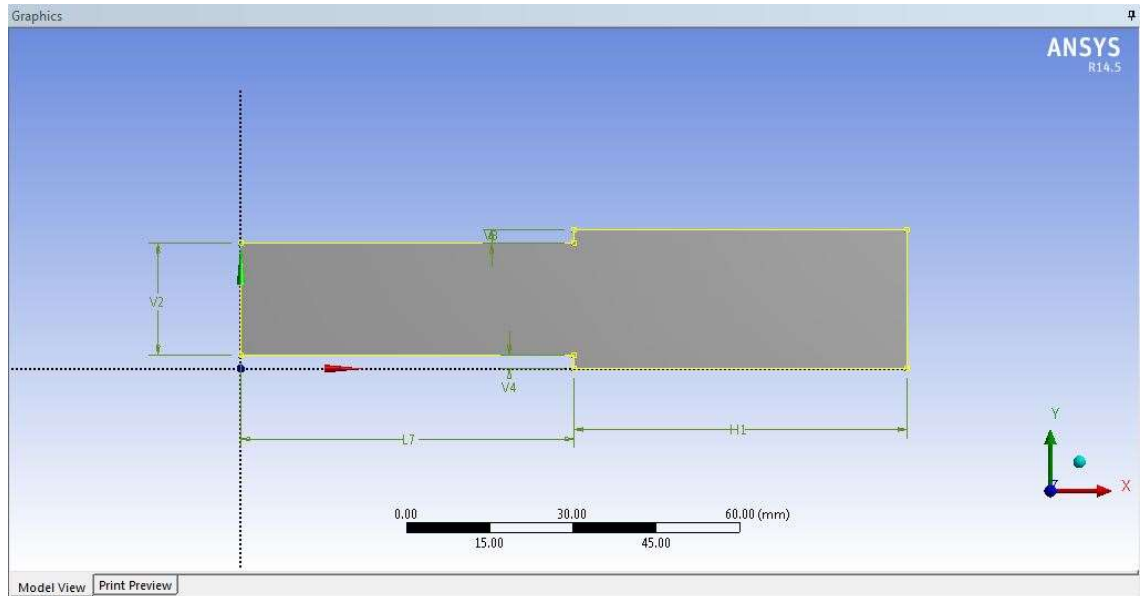 Graphics
ANSYS
R14.5
V3
V2
V4
L7
H1
Y
X
Z
0.00 30.00 60.00 (mm)
15.00 45.00
Model View Print Preview